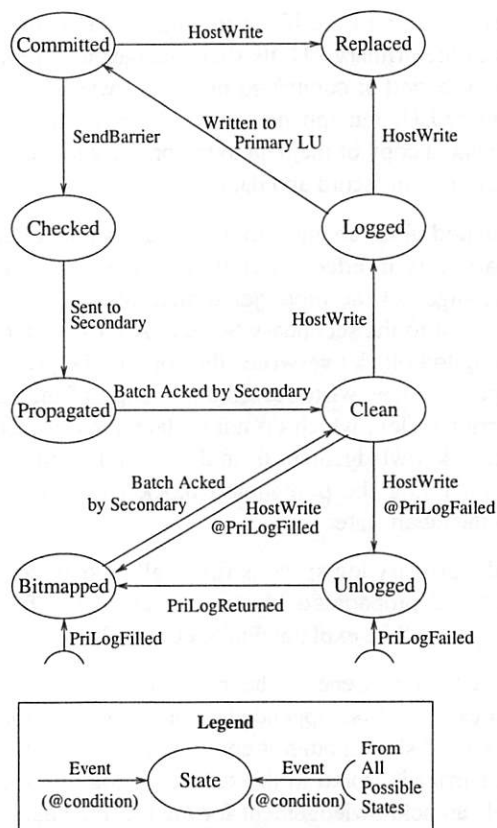 Committed
HostWrite
Replaced
Written to
Primary LU
SendBarrier
HostWrite
Checked
Logged
Sent to
Secondary
HostWrite
Propagated
Batch Acked by Secondary
Clean
Batch Acked
by Secondary
HostWrite
@PriLogFilled
HostWrite
@PriLogFailed
Bitmapped
PriLogReturned
Unlogged
PriLogFilled
PriLogFailed
Legend
Event
(@condition)
State
Event
(@condition)
From
All
Possible
States